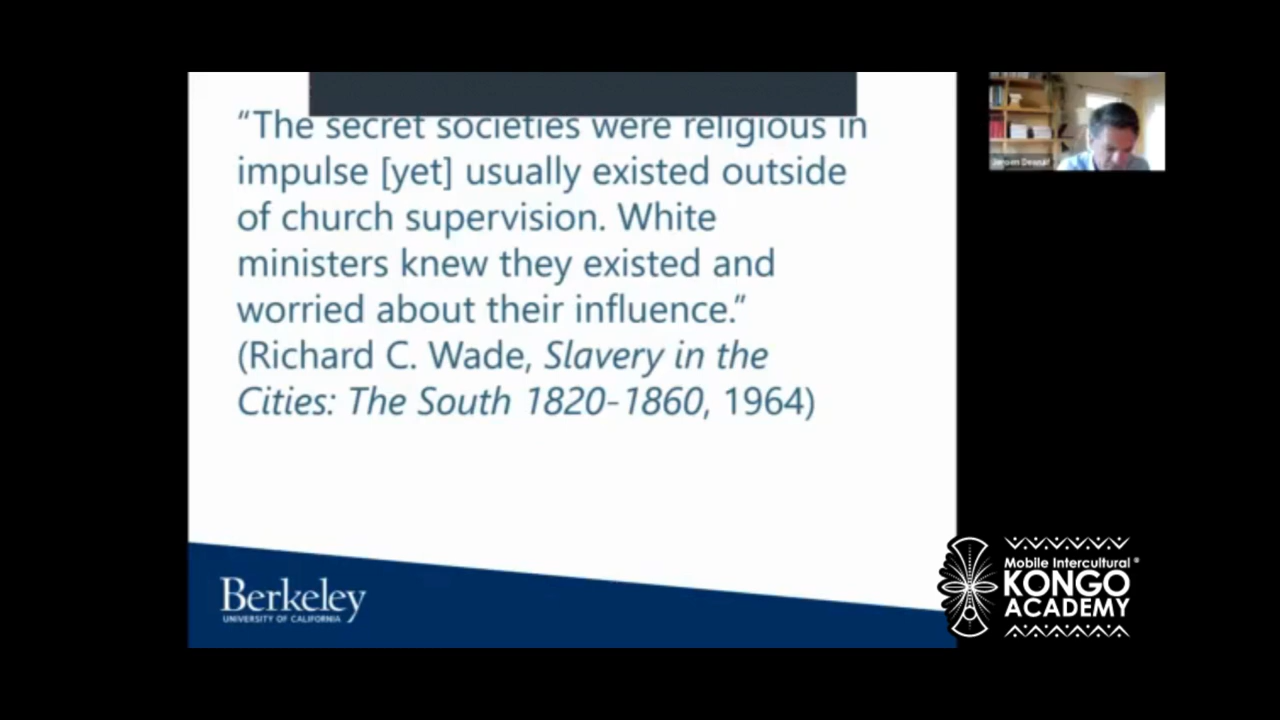 “The secret societies were religious in
impulse [yet] usually existed outside
of church supervision. White
ministers knew they existed and
worried about their influence.”
(Richard C. Wade, Slavery in the
Cities: The South 1820-1860, 1964)
Berkeley
UNIVERSITY OF CALIFORNIA
Mobile Intercultural®
KONGO
ACADEMY